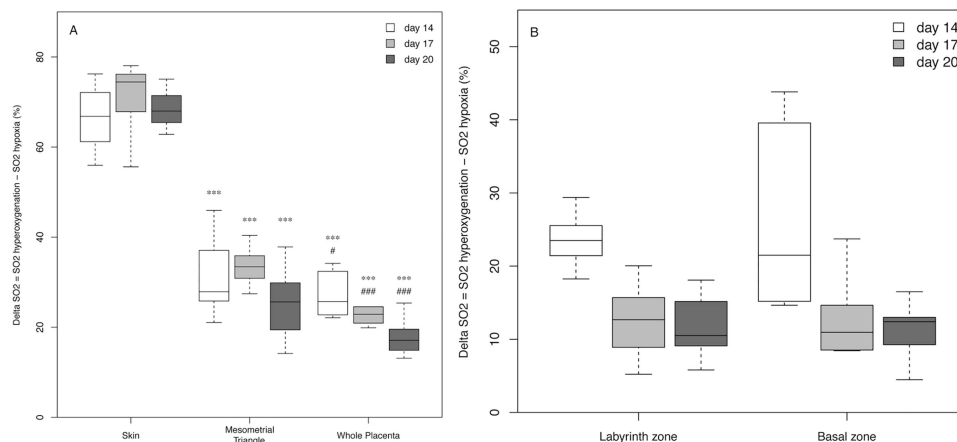 A
day 14
day 17
day 20
Delta SO2 = SO2 hyperoxygenation − SO2 hypoxia (%)
80
60
40
20
0
***
***
***
***
#
***
###
***
###
Skin
Mesometrial
Triangle
Whole Placenta
B
day 14
day 17
day 20
Delta SO2 = SO2 hyperoxygenation − SO2 hypoxia (%)
50
40
30
20
10
0
Labyrinth zone
Basal zone